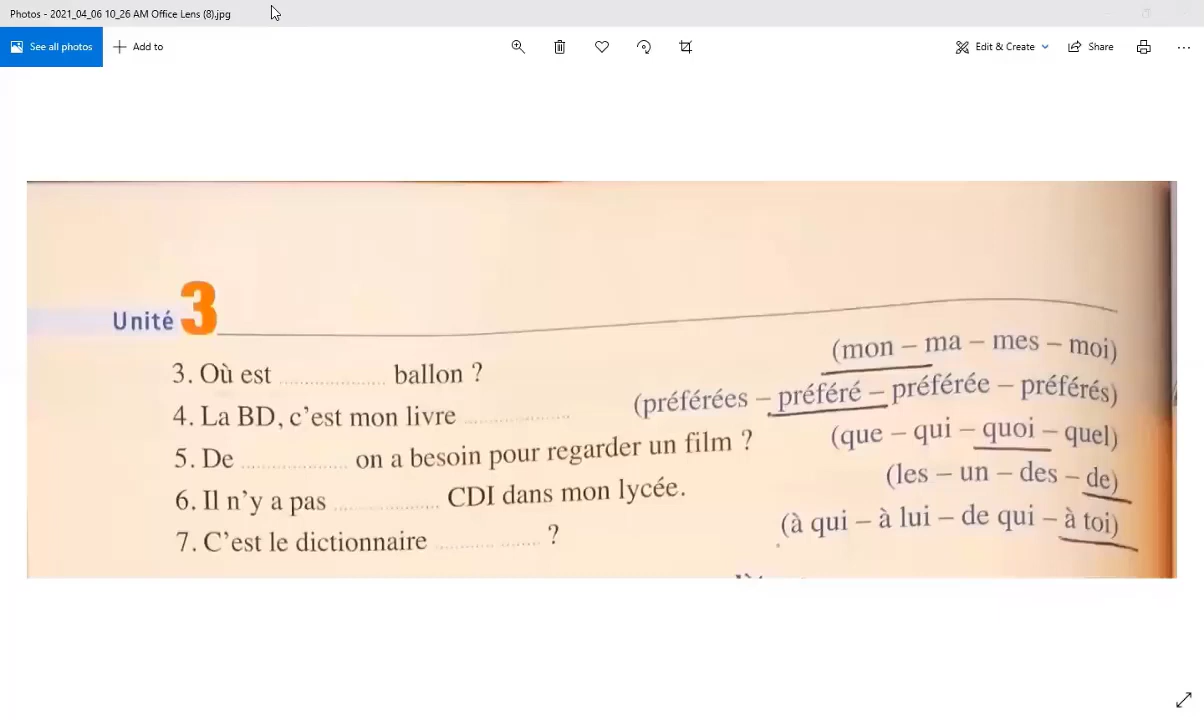 Photos - 2021_04_06 10_26 AM Office Lens (8).jpg
See all photos + Add to Edit & Create Share
Unité 3
3. Où est .................... ballon ? (mon – ma – mes – moi)
4. La BD, c'est mon livre .................... (préférées – préféré – préférée – préférés)
5. De .................... on a besoin pour regarder un film ? (que – qui – quoi – quel)
6. Il n'y a pas .................... CDI dans mon lycée. (les – un – des – de)
7. C'est le dictionnaire .................... ? (à qui – à lui – de qui – à toi)